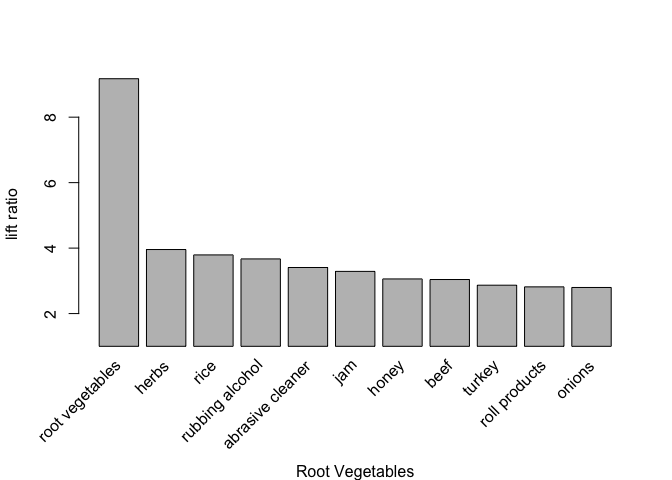 lift ratio
8
6
4
2
root vegetables
herbs
rice
rubbing alcohol
abrasive cleaner
jam
honey
beef
turkey
roll products
onions
Root Vegetables